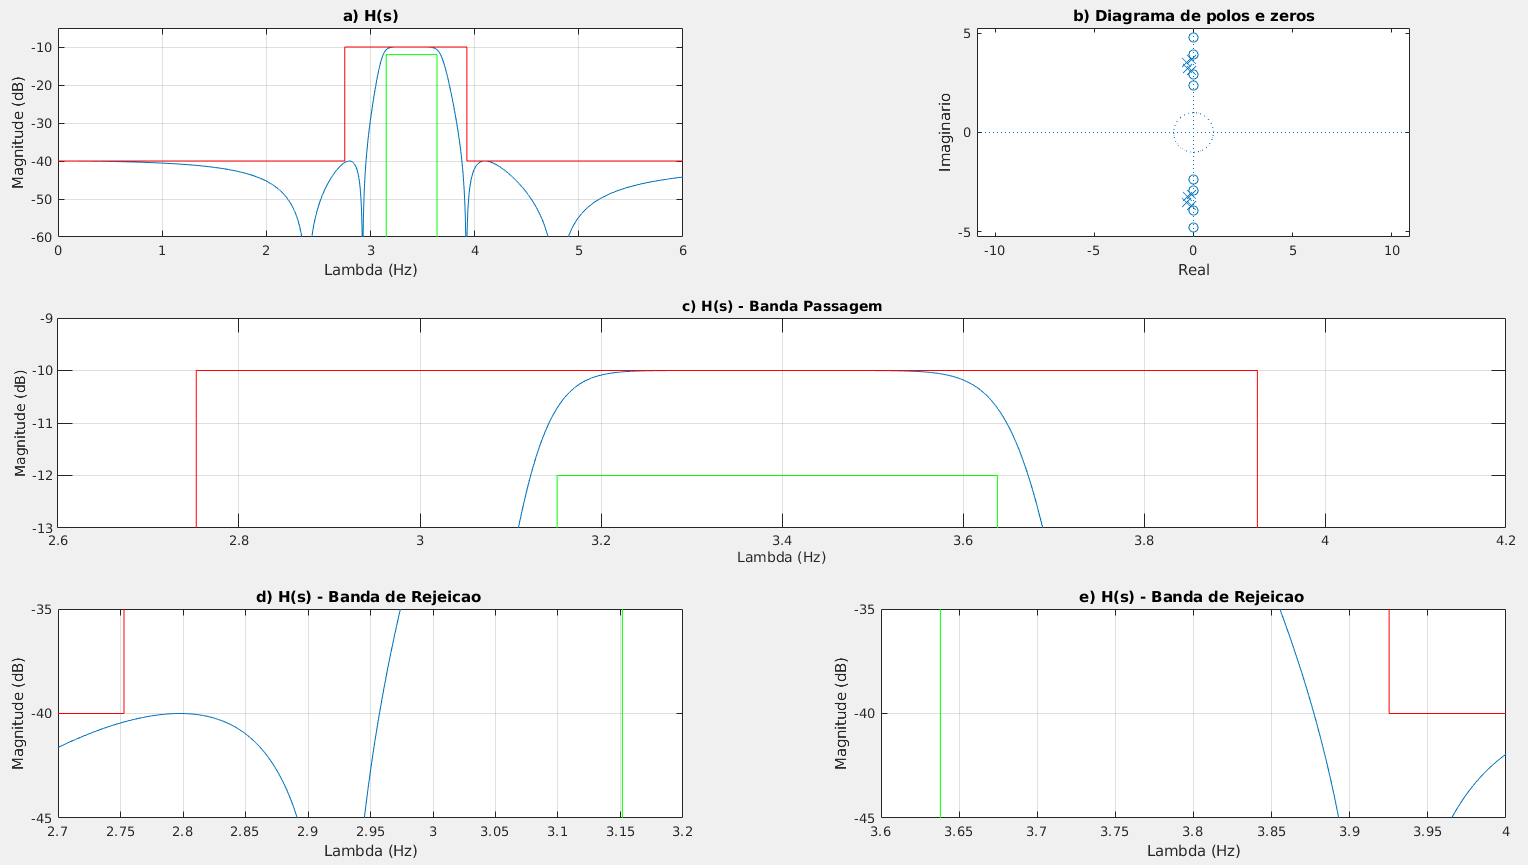 a) H(s)
Magnitude (dB)
-10
-20
-30
-40
-50
-60
0 1 2 3 4 5 6
Lambda (Hz)
b) Diagrama de polos e zeros
Imaginario
5
0
-5
-10 -5 0 5 10
Real
c) H(s) - Banda Passagem
Magnitude (dB)
-9
-10
-11
-12
-13
2.6 2.8 3 3.2 3.4 3.6 3.8 4 4.2
Lambda (Hz)
d) H(s) - Banda de Rejeicao
Magnitude (dB)
-35
-40
-45
2.7 2.75 2.8 2.85 2.9 2.95 3 3.05 3.1 3.15 3.2
Lambda (Hz)
e) H(s) - Banda de Rejeicao
Magnitude (dB)
-35
-40
-45
3.6 3.65 3.7 3.75 3.8 3.85 3.9 3.95 4
Lambda (Hz)